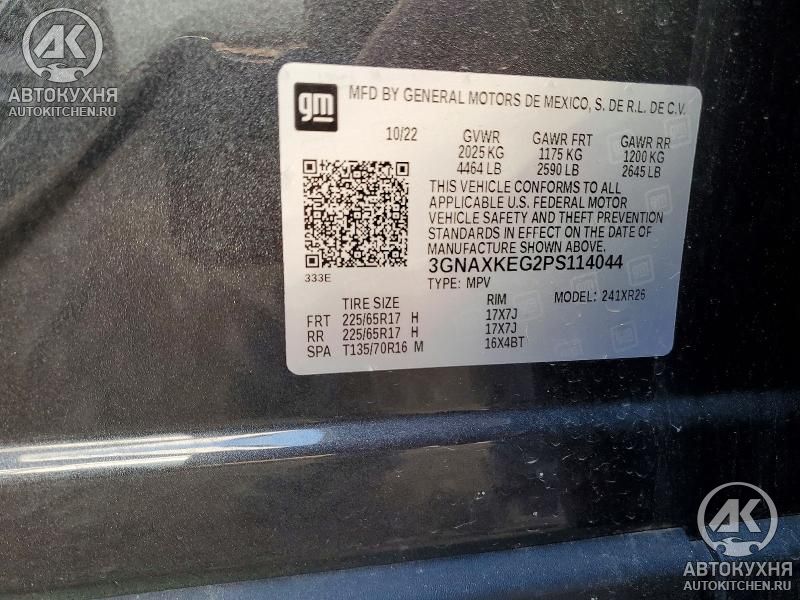 AK
АВТОКУХНЯ
AUTOKITCHEN.RU
gm
MFD BY GENERAL MOTORS DE MEXICO, S. DE R.L. DE C.V.
10/22 GVWR GAWR FRT GAWR RR
2025 KG 1175 KG 1200 KG
4464 LB 2590 LB 2645 LB
THIS VEHICLE CONFORMS TO ALL
APPLICABLE U.S. FEDERAL MOTOR
VEHICLE SAFETY AND THEFT PREVENTION
STANDARDS IN EFFECT ON THE DATE OF
MANUFACTURE SHOWN ABOVE.
3GNAXKEG2PS114044
333E
TYPE: MPV
MODEL: 241XR26
TIRE SIZE RIM
FRT 225/65R17 H 17X7J
RR 225/65R17 H 17X7J
SPA T135/70R16 M 16X4BT
AK
АВТОКУХНЯ
AUTOKITCHEN.RU